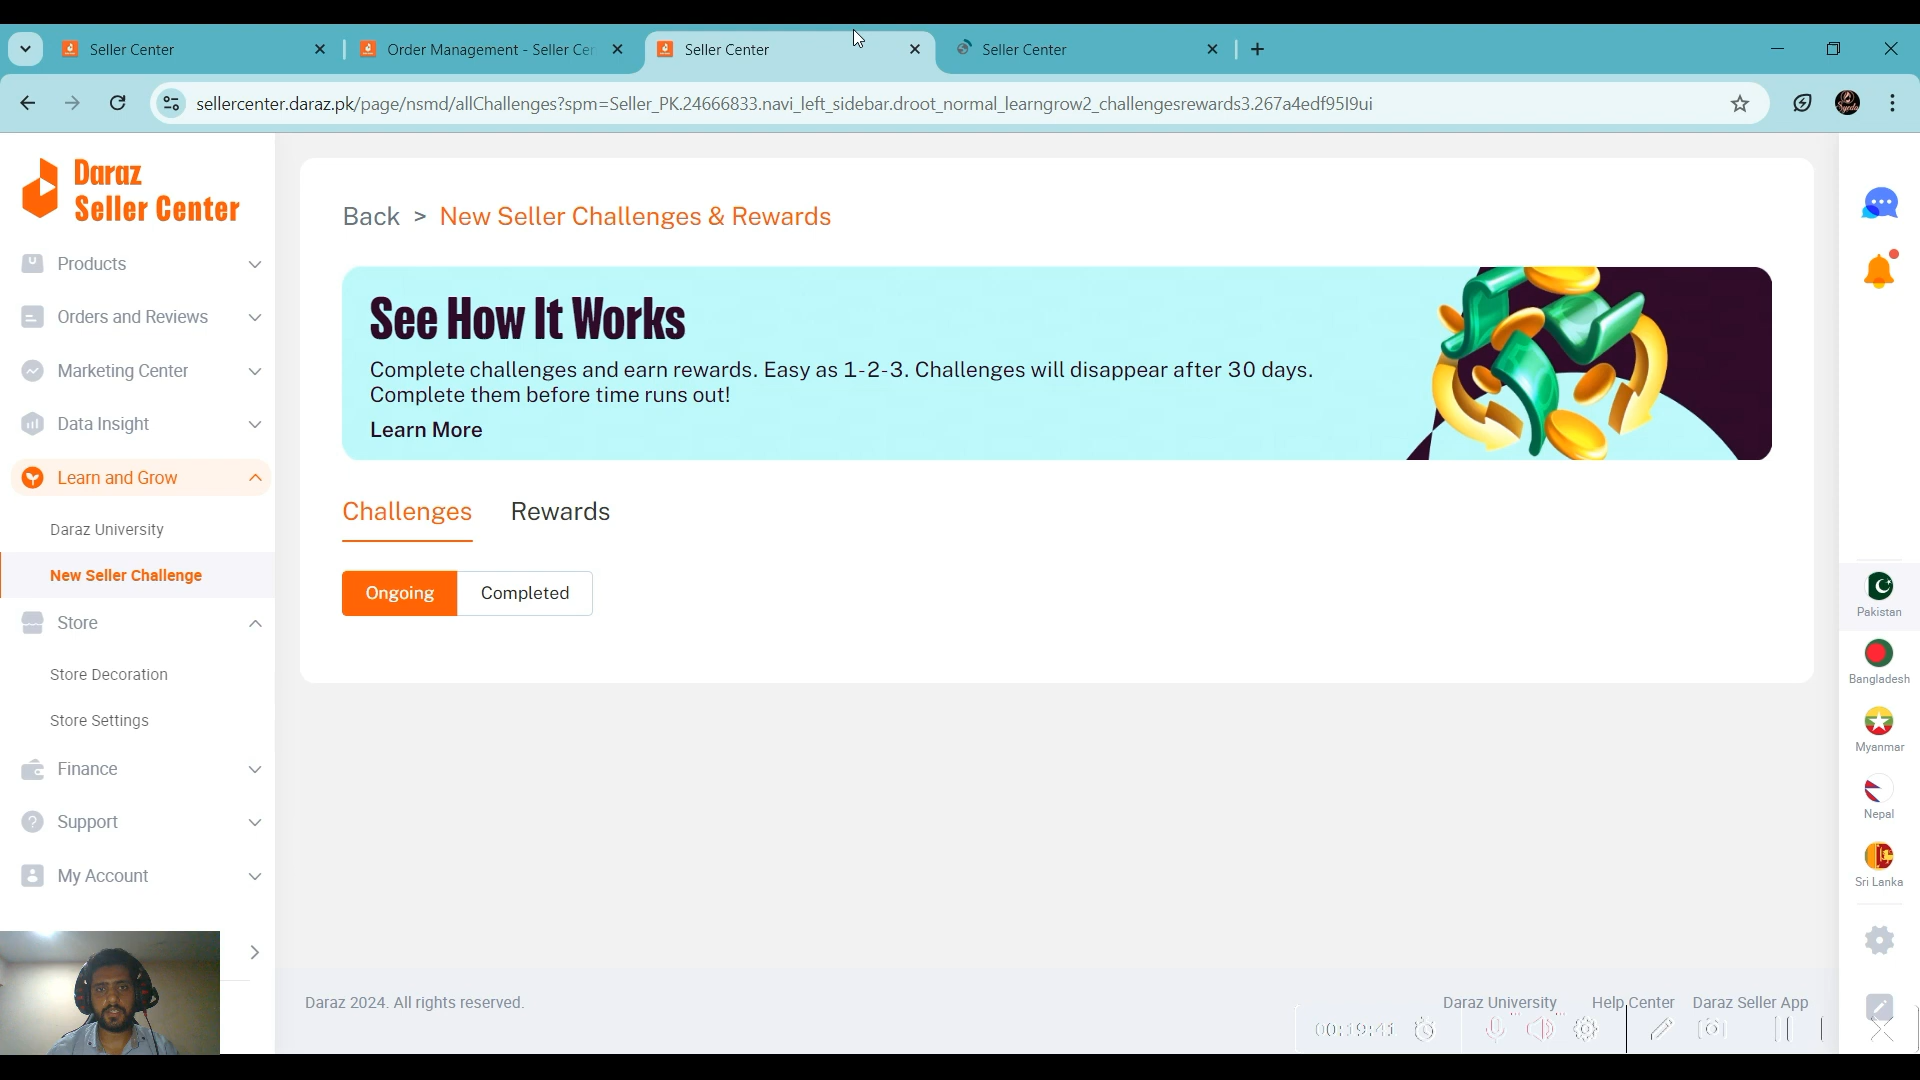 Seller Center
Order Management - Seller Cen
Seller Center
Seller Center
sellercenter.daraz.pk/page/nsmd/allChallenges?spm=Seller_PK.24666833.navi_left_sidebar.droot_normal_learngrow2_challengesrewards3.267a4edf95I9ui
Daraz
Seller Center
Products
Orders and Reviews
Marketing Center
Data Insight
Learn and Grow
Daraz University
New Seller Challenge
Store
Store Decoration
Store Settings
Finance
Support
My Account
Back > New Seller Challenges & Rewards
See How It Works
Complete challenges and earn rewards. Easy as 1-2-3. Challenges will disappear after 30 days.
Complete them before time runs out!
Learn More
Challenges Rewards
Ongoing Completed
Pakistan
Bangladesh
Myanmar
Nepal
Sri Lanka
Daraz 2024. All rights reserved.
Daraz University Help Center Daraz Seller App
00:19:41